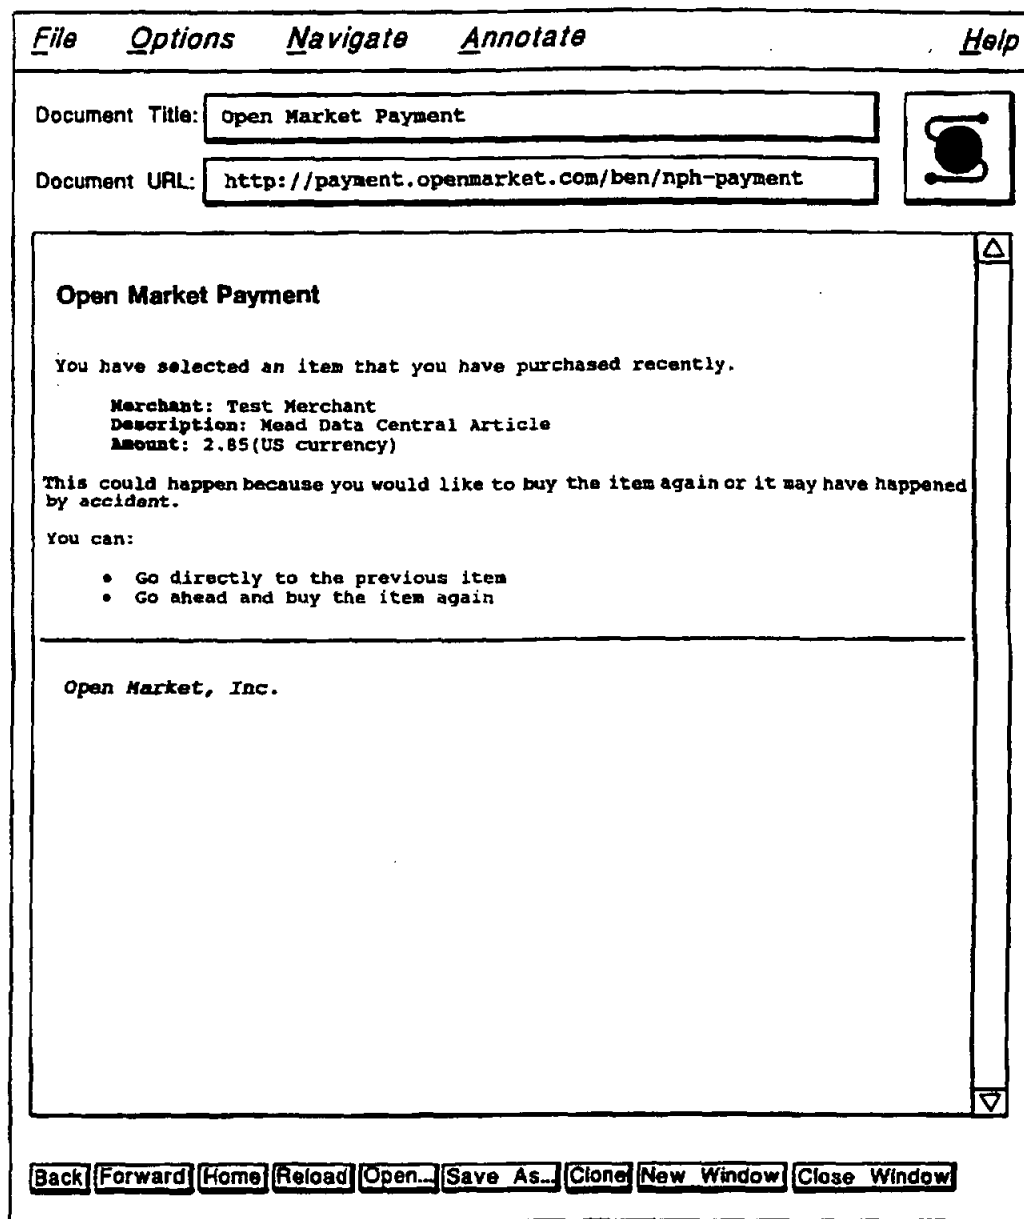 File Options Navigate Annotate Help
Document Title: Open Market Payment
Document URL: http://payment.openmarket.com/ben/nph-payment
Open Market Payment
You have selected an item that you have purchased recently.
Merchant: Test Merchant
Description: Mead Data Central Article
Amount: 2.85(US currency)
This could happen because you would like to buy the item again or it may have happened
by accident.
You can:
• Go directly to the previous item
• Go ahead and buy the item again
Open Market, Inc.
Back Forward Home Reload Open... Save As... Clone New Window Close Window